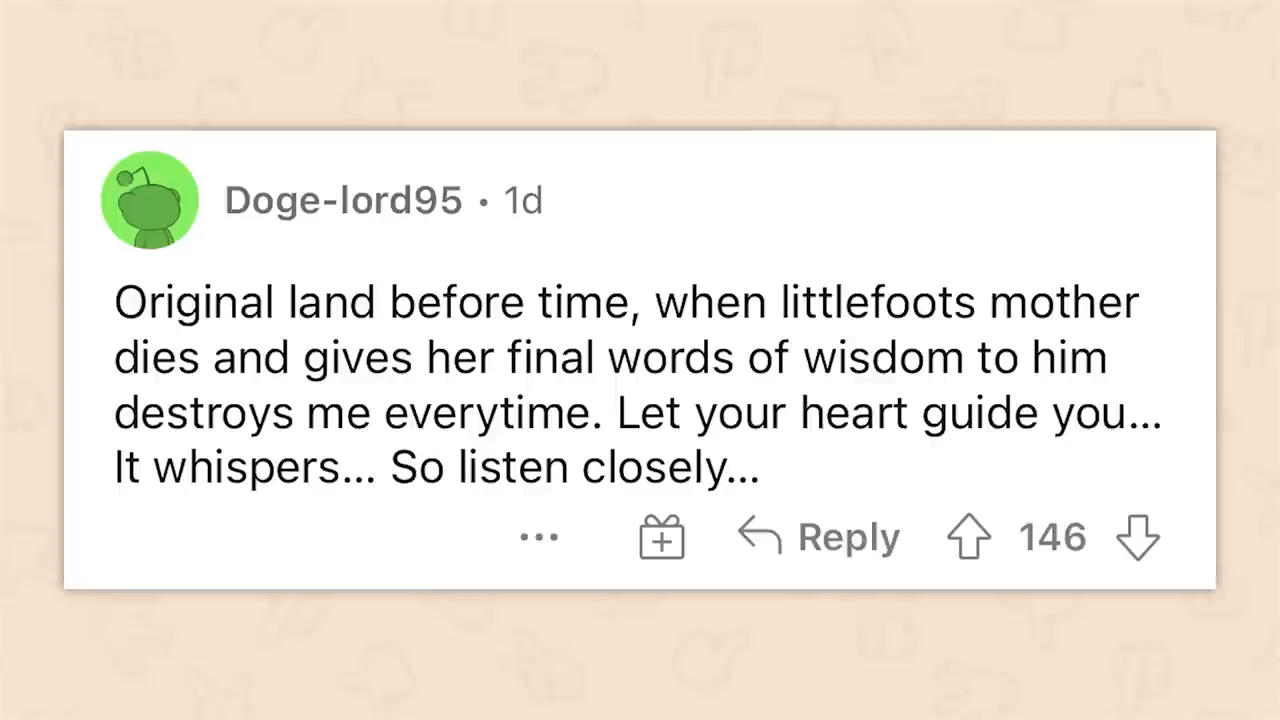 Doge-lord95 · 1d
Original land before time, when littlefoots mother
dies and gives her final words of wisdom to him
destroys me everytime. Let your heart guide you...
It whispers... So listen closely...
... Reply 146